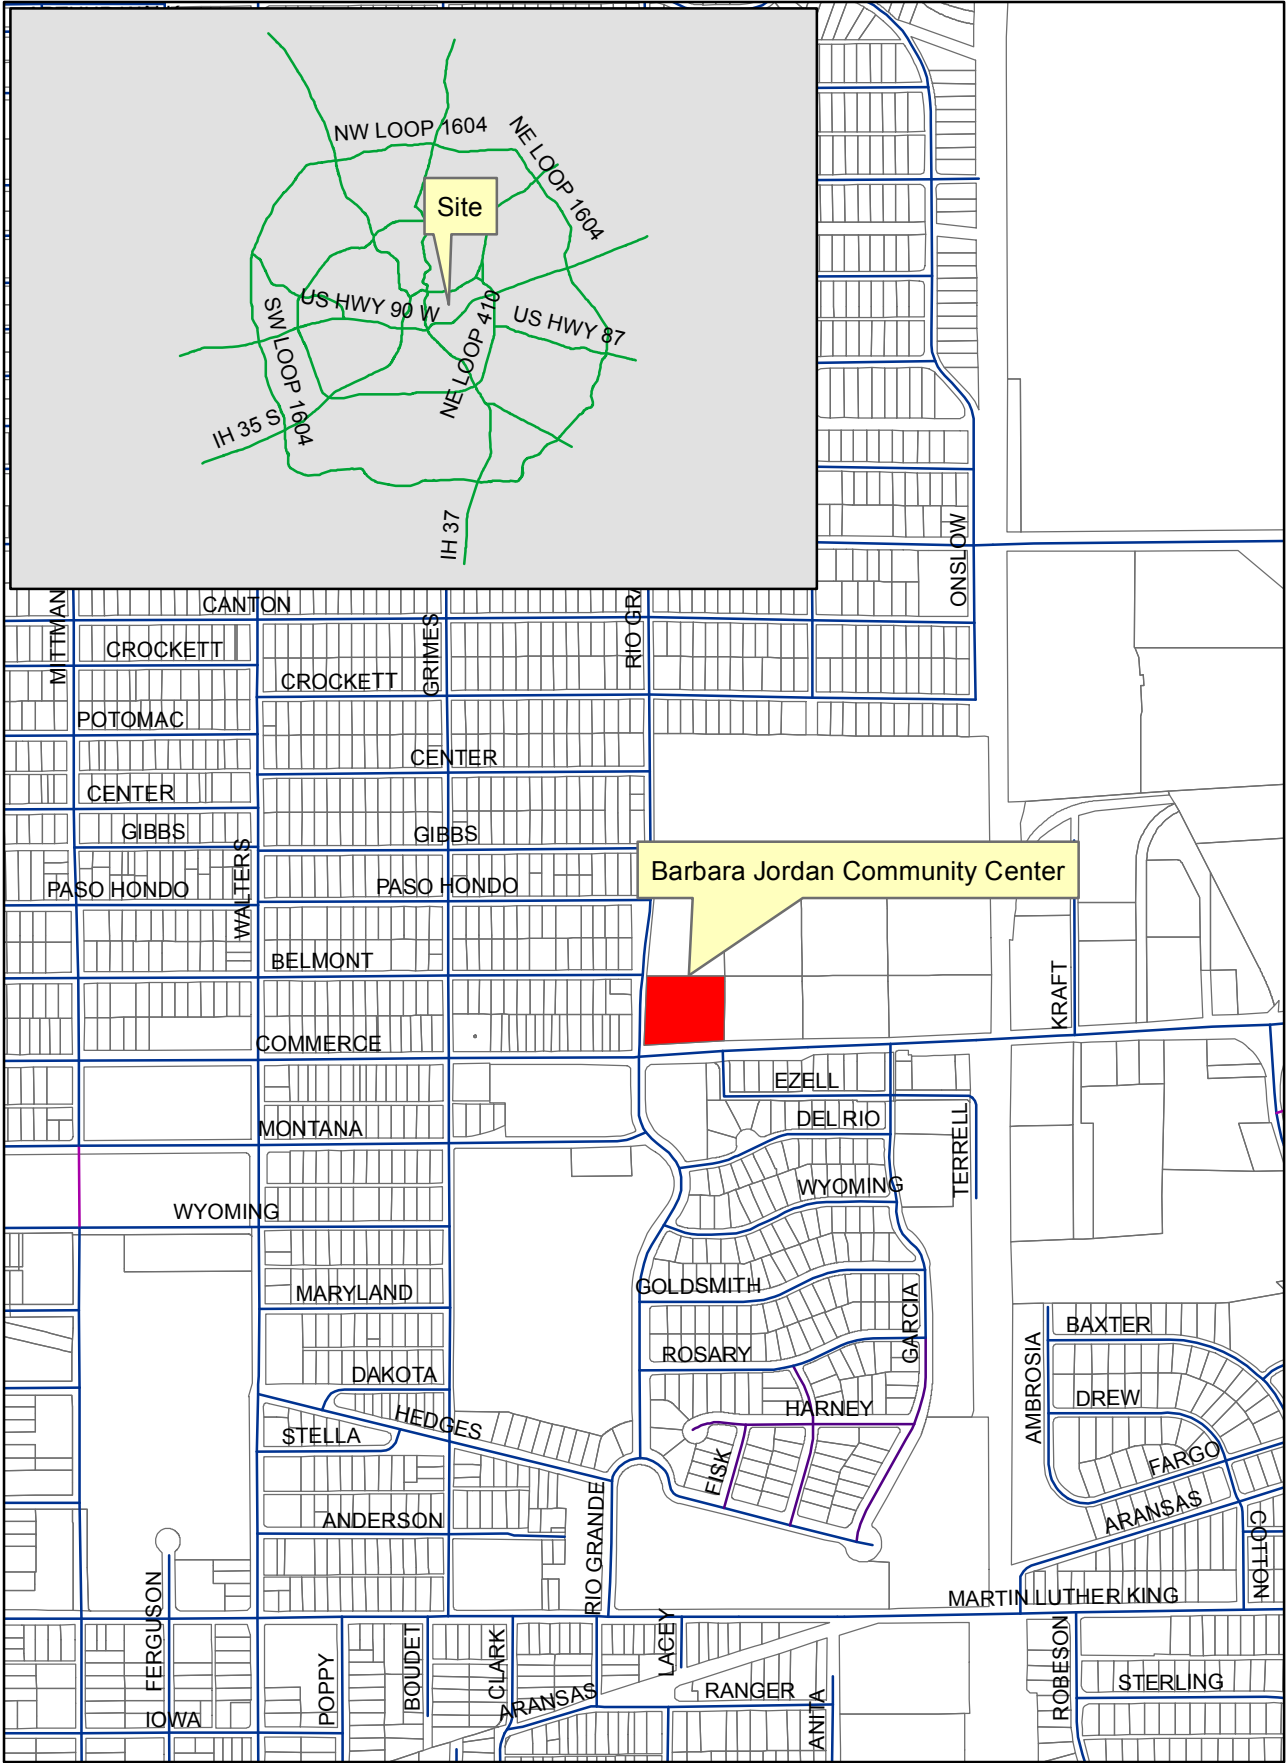 NW LOOP 1604
NE LOOP 1604
Site
US HWY 90 W
US HWY 87
SW LOOP 1604
NE LOOP 410
IH 35 S
IH 37
ONSLOW
MITTMAN
CANTON
GRIMES
RIO GRA
CROCKETT
CROCKETT
POTOMAC
CENTER
CENTER
GIBBS
GIBBS
WALTERS
PASO HONDO
PASO HONDO
Barbara Jordan Community Center
BELMONT
KRAFT
COMMERCE
EZELL
DEL RIO
MONTANA
TERRELL
WYOMING
WYOMING
GOLDSMITH
MARYLAND
GARCIA
ROSARY
BAXTER
AMBROSIA
DAKOTA
DREW
HARNEY
HEDGES
STELLA
FISK
FARGO
ARANSAS
ANDERSON
RIO GRANDE
COTTON
MARTIN LUTHER KING
FERGUSON
POPPY
BOUDET
CLARK
LACEY
ROBESON
STERLING
ARANSAS
RANGER
ANITA
IOWA